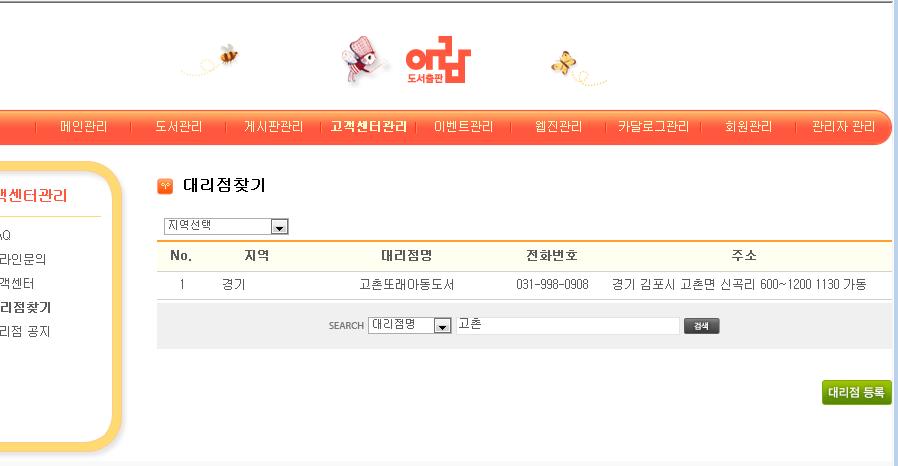 아람
도서출판
메인관리 도서관리 게시판관리 고객센터관리 이벤트관리 웹진관리 카달로그관리 회원관리 관리자 관리
객센터관리
AQ
라인문의
객센터
리점찾기
리점 공지
대리점찾기
지역선택
No. 지역 대리점명 전화번호 주소
1 경기 고촌또래아동도서 031-998-0908 경기 김포시 고촌면 신곡리 600~1200 1130 가동
SEARCH 대리점명 고촌 검색
대리점 등록